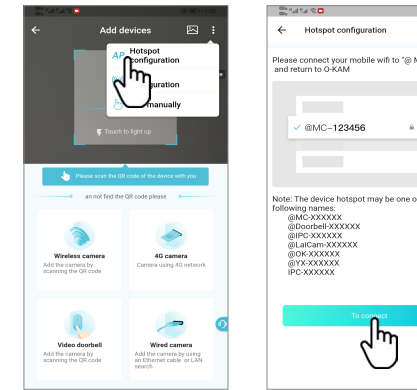 Add devices
AP Hotspot
configuration
guration
manually
Touch to light up
Please scan the QR code of the device with you
an not find the QR code please
Wireless camera
Add the camera by
scanning the QR code
4G camera
Camera using 4G network
Video doorbell
Add the camera by
scanning the QR code
Wired camera
Add the camera by using
an Ethernet cable or LAN
search
Hotspot configuration
Please connect your mobile wifi to "@ M
and return to O-KAM
@MC-123456
Note: The device hotspot may be one o
following names:
@MC-XXXXXX
@Doorbell-XXXXXX
@IPC-XXXXXX
@LaiCam-XXXXXX
@OK-XXXXXX
@YX-XXXXXX
IPC-XXXXXX
To connect